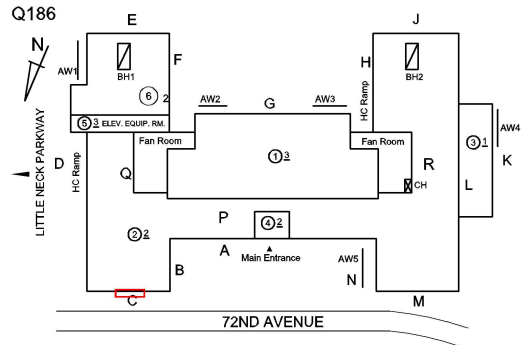 Q186
E
J
N
AW1
BH1
F
H
BH2
6
2
AW2
AW3
G
HC Ramp
5 3 ELEV. EQUIP. RM.
AW4
3 1
Fan Room
Fan Room
1 3
LITTLE NECK PARKWAY
D
HC Ramp
Q
R
K
L
CH
P
4 2
2 2
A
Main Entrance
B
AW5
N
C
M
72ND AVENUE